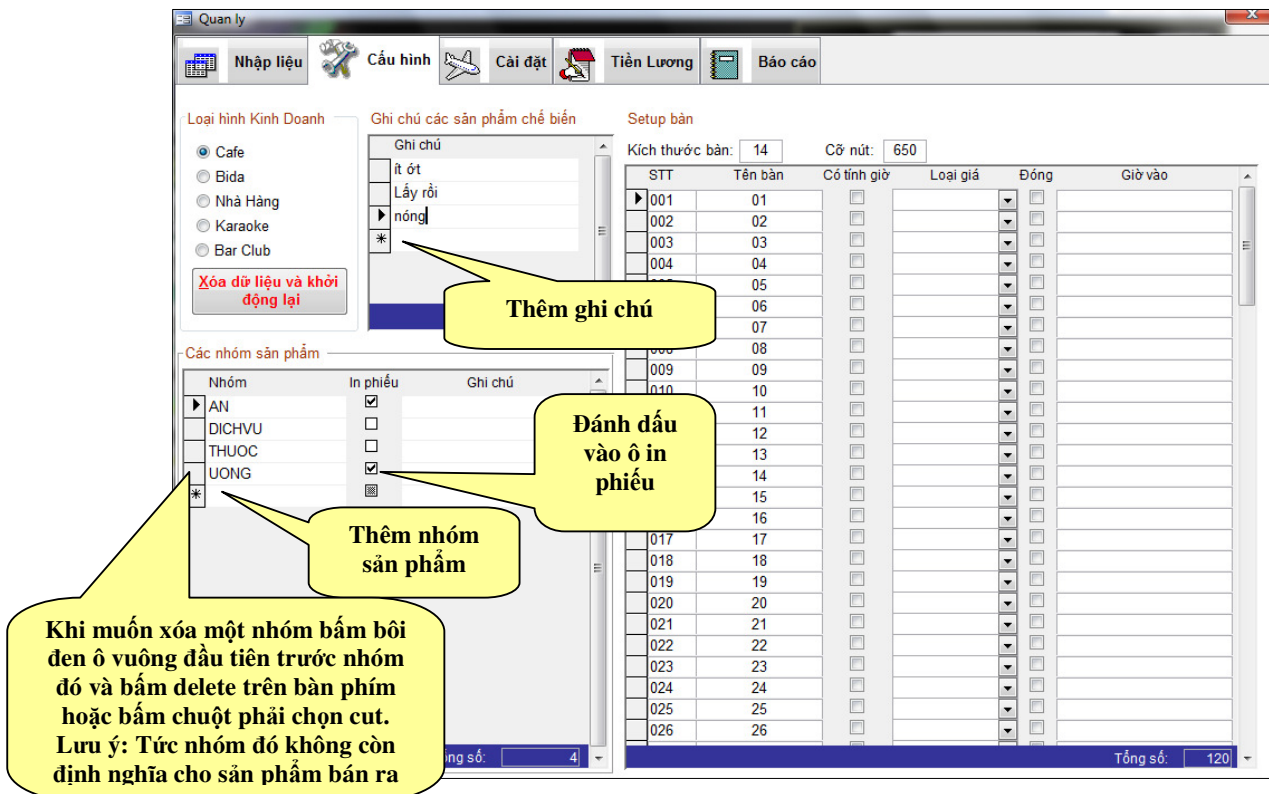 Quan ly
Nhập liệu
Cấu hình
Cài đặt
Tiền Lương
Báo cáo
Loại hình Kinh Doanh
Cafe
Bida
Nhà Hàng
Karaoke
Bar Club
Xóa dữ liệu và khởi
động lại
Ghi chú các sản phẩm chế biến
Ghi chú
ít ớt
Lấy rồi
nóng
Thêm ghi chú
Các nhóm sản phẩm
Nhóm In phiếu Ghi chú
AN
DICHVU
THUOC
UONG
Đánh dấu
vào ô in
phiếu
Thêm nhóm
sản phẩm
Khi muốn xóa một nhóm bấm bôi
đen ô vuông đầu tiên trước nhóm
đó và bấm delete trên bàn phím
hoặc bấm chuột phải chọn cut.
Lưu ý: Tức nhóm đó không còn
định nghĩa cho sản phẩm bán ra
số: 4
Setup bàn
Kích thước bàn: 14 Cỡ nút: 650
STT Tên bàn Có tính giờ Loại giá Đóng Giờ vào
001 01
002 02
003 03
004 04
05
06
07
08
009 09
010 10
11
12
13
14
15
16
017 17
018 18
019 19
020 20
021 21
022 22
023 23
024 24
025 25
026 26
Tổng số: 120